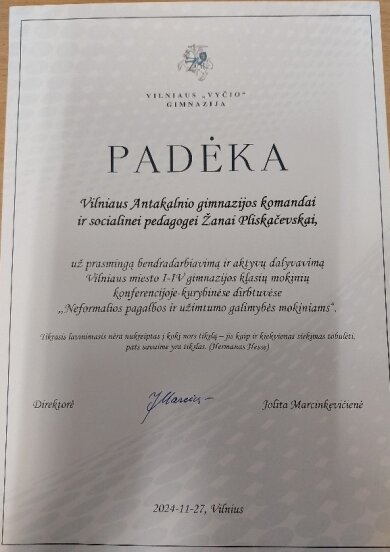 VILNIAUS „VYČIO“
GIMNAZIJA
PADĖKA
Vilniaus Antakalnio gimnazijos komandai
ir socialinei pedagogei Žanai Pliskačevskai,
už prasmingą bendradarbiavimą ir aktyvų dalyvavimą
Vilniaus miesto I-IV gimnazijos klasių mokinių
konferencijoje-kūrybinėse dirbtuvėse
„Neformalios pagalbos ir užimtumo galimybės mokiniams“.
Tikrasis lavinimasis nėra nukreiptas į kokį nors tikslą – jis kaip ir kiekvienas siekimas tobulėti,
pats savaime yra tikslas. (Hermanas Hesse)
Direktorė
Jolita Marcinkevičienė
2024-11-27, Vilnius